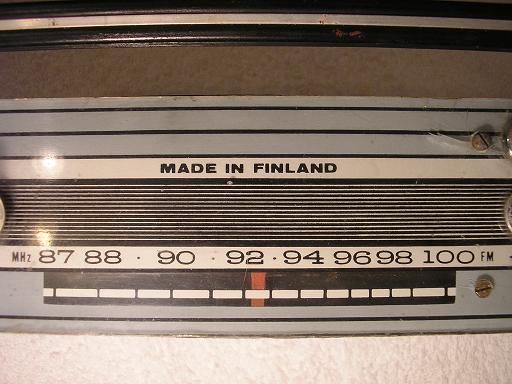 MADE IN FINLAND
MHz 87 88 · 90 92 · 94 96 98 100 FM